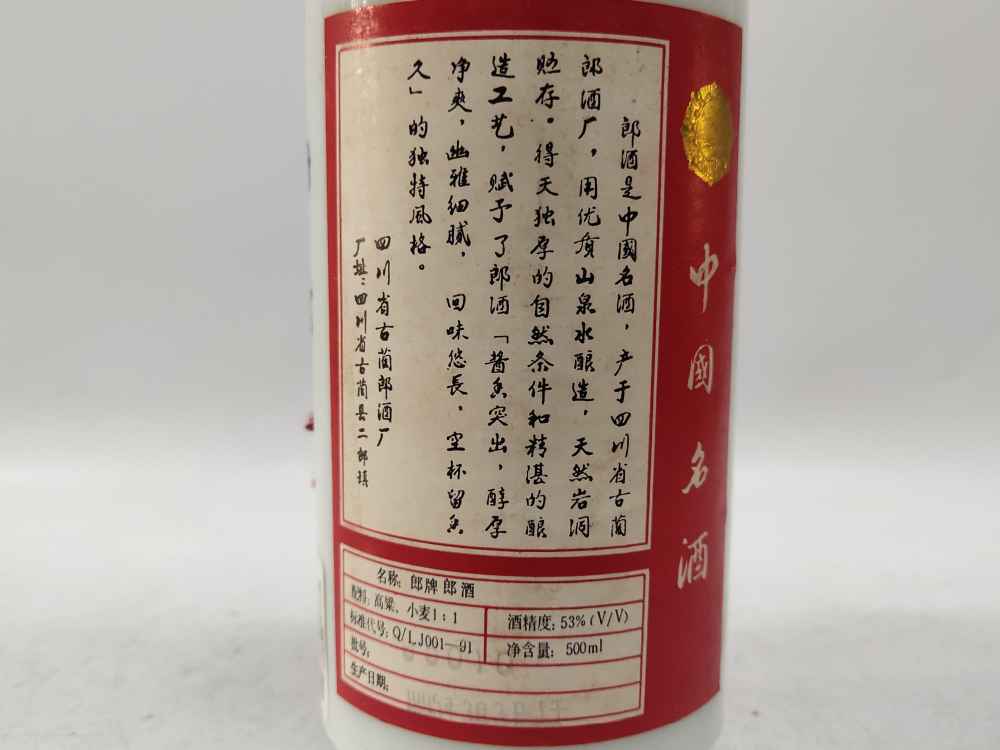 中國名酒
郎酒是中國名酒，产于四川省古蔺
郎酒厂，用优质山泉水酿造，天然岩洞
贮存。得天独厚的自然条件和精湛的酿
造工艺，赋予了郎酒「酱香突出，醇厚
净爽，幽雅细腻，回味悠長，空杯留香
久」的独特风格。
四川省古蔺郎酒厂
厂址：四川省古蔺县二郎镇
名称：郎牌郎酒
配料：高粱、小麦1：1
酒精度：53%（V/V）
标准代号：Q/LJ001—91
净含量：500ml
批号：
生产日期：